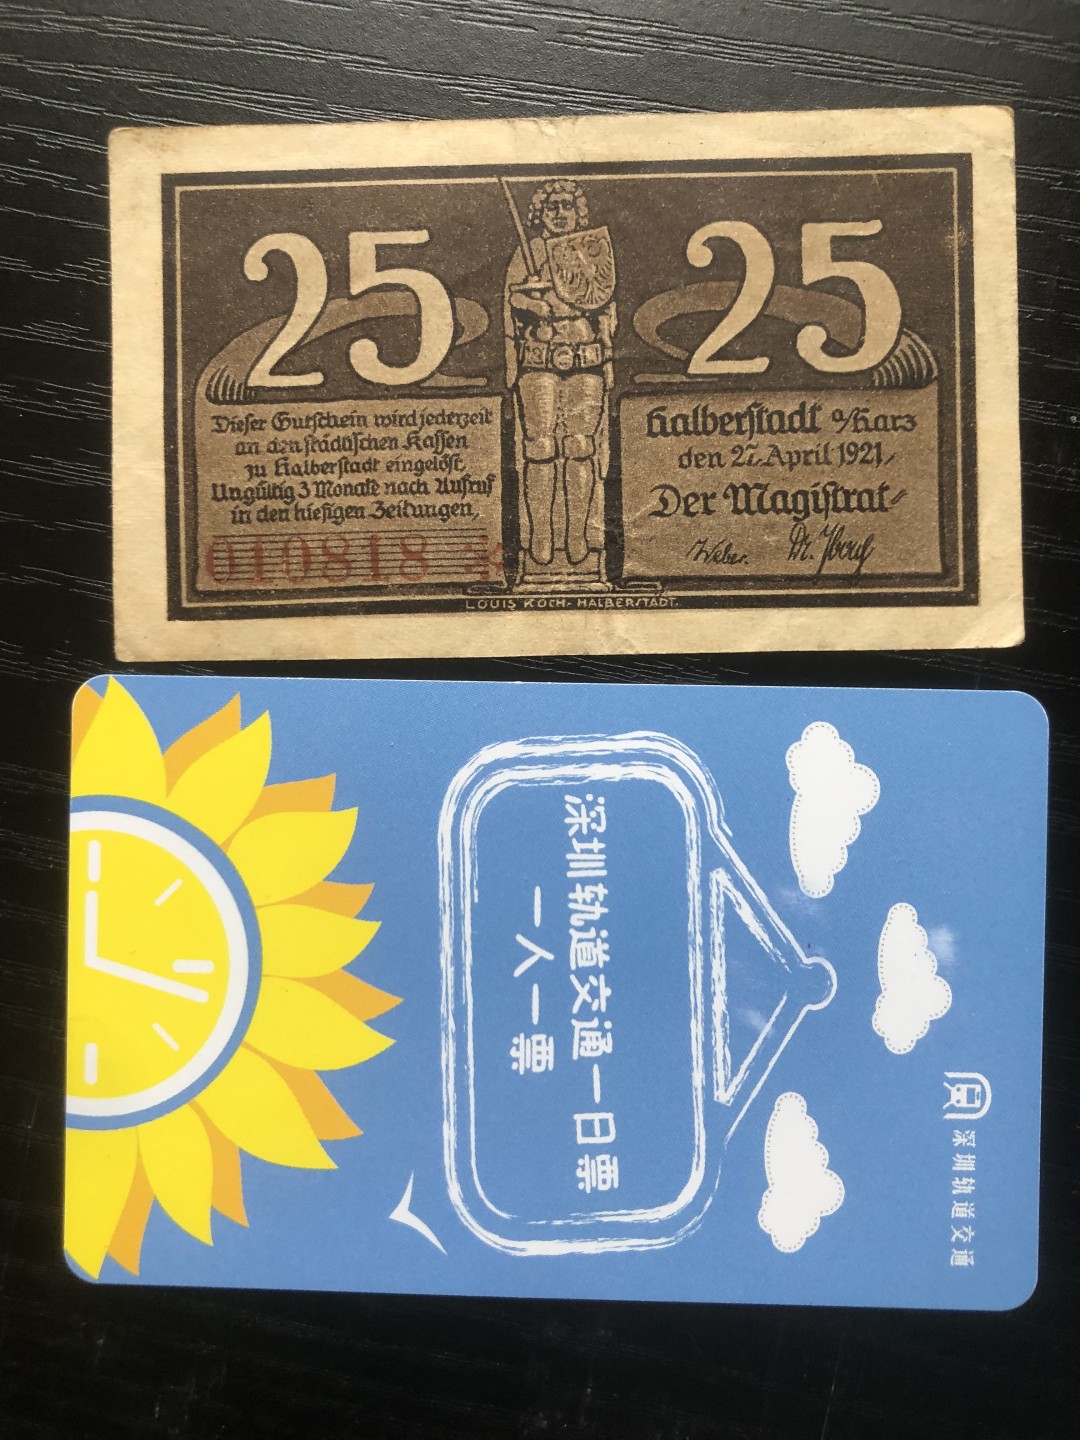 25
25
Dieser Gutschein wird jederzeit
an den städtischen Kassen
zu Halberstadt eingelöst,
Ungültig 3 Monate nach Aufruf
in den hiesigen Zeitungen,
010818 *
Halberstadt a/Harz
den 27. April 1921,
Der Magistrat
Weber.
LOUIS KOCH-HALBERSTADT.
深圳轨道交通一日票
一人一票
深圳轨道交通